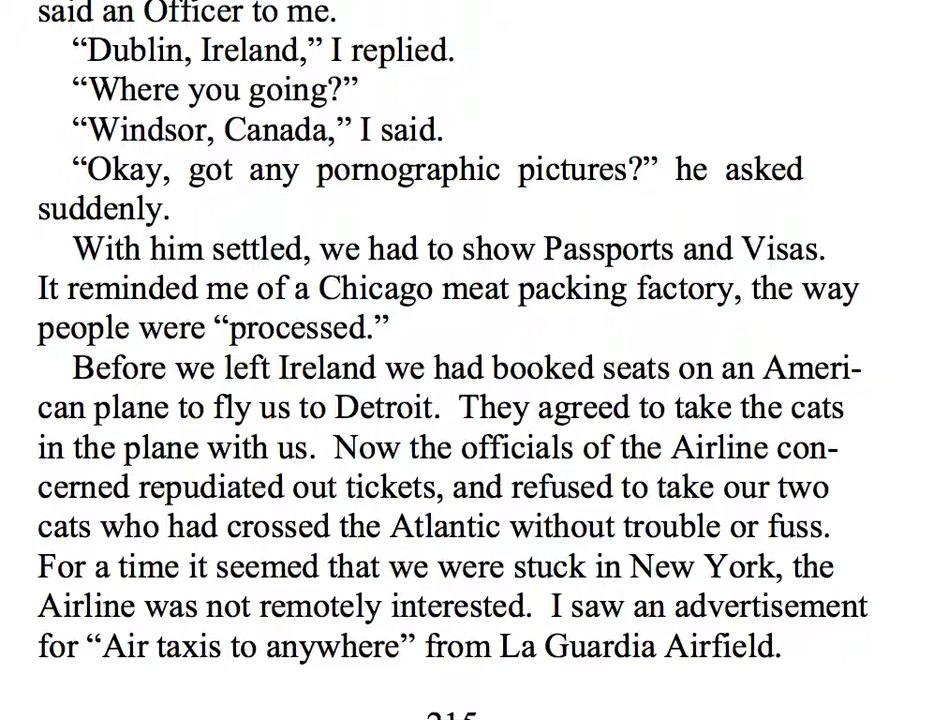 said an Officer to me.
“Dublin, Ireland,” I replied.
“Where you going?”
“Windsor, Canada,” I said.
“Okay, got any pornographic pictures?” he asked
suddenly.
With him settled, we had to show Passports and Visas.
It reminded me of a Chicago meat packing factory, the way
people were “processed.”
Before we left Ireland we had booked seats on an Ameri-
can plane to fly us to Detroit. They agreed to take the cats
in the plane with us. Now the officials of the Airline con-
cerned repudiated out tickets, and refused to take our two
cats who had crossed the Atlantic without trouble or fuss.
For a time it seemed that we were stuck in New York, the
Airline was not remotely interested. I saw an advertisement
for “Air taxis to anywhere” from La Guardia Airfield.
215